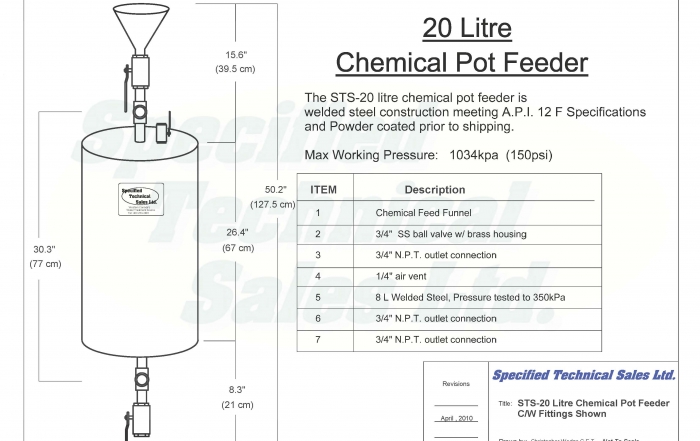 20 Litre
Chemical Pot Feeder
The STS-20 litre chemical pot feeder is
welded steel construction meeting A.P.I. 12 F Specifications
and Powder coated prior to shipping.
Max Working Pressure: 1034kpa (150psi)
ITEM Description
1 Chemical Feed Funnel
2 3/4" SS ball valve w/ brass housing
3 3/4" N.P.T. outlet connection
4 1/4" air vent
5 8 L Welded Steel, Pressure tested to 350kPa
6 3/4" N.P.T. outlet connection
7 3/4" N.P.T. outlet connection
15.6"
(39.5 cm)
50.2"
(127.5 cm)
26.4"
(67 cm)
30.3"
(77 cm)
8.3"
(21 cm)
Specified
Technical
Sales Ltd.
Specified
Technical
Sales Ltd.
Revisions
April , 2010
Specified Technical Sales Ltd.
Title: STS-20 Litre Chemical Pot Feeder
C/W Fittings Shown